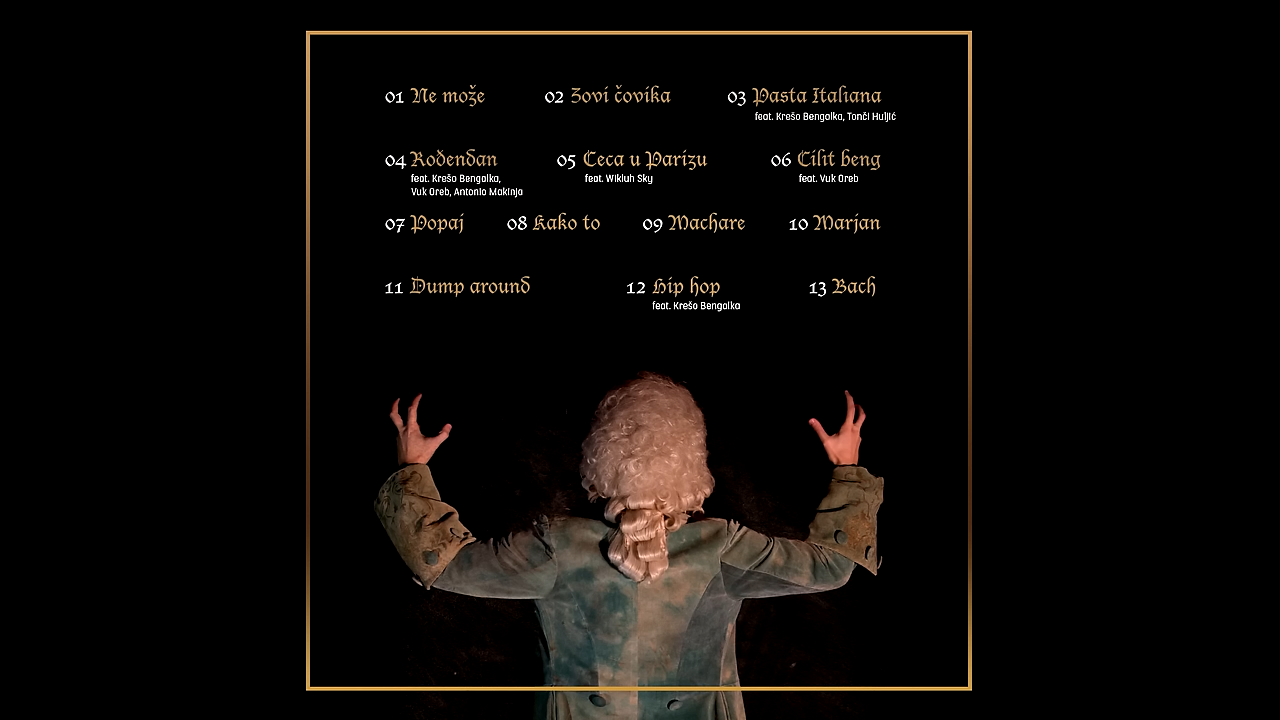 01 Ne može 02 Zovi čovika 03 Pasta Italiana
feat. Krešo Bengalka, Tonči Huljić
04 Rođendan 05 Ceca u Parizu 06 Cilit beng
feat. Krešo Bengalka, feat. Wikluh Sky feat. Vuk Oreb
Vuk Oreb, Antonio Makinja
07 Popaj 08 Kako to 09 Machare 10 Marjan
11 Dump around 12 Hip hop 13 Bach
feat. Krešo Bengalka